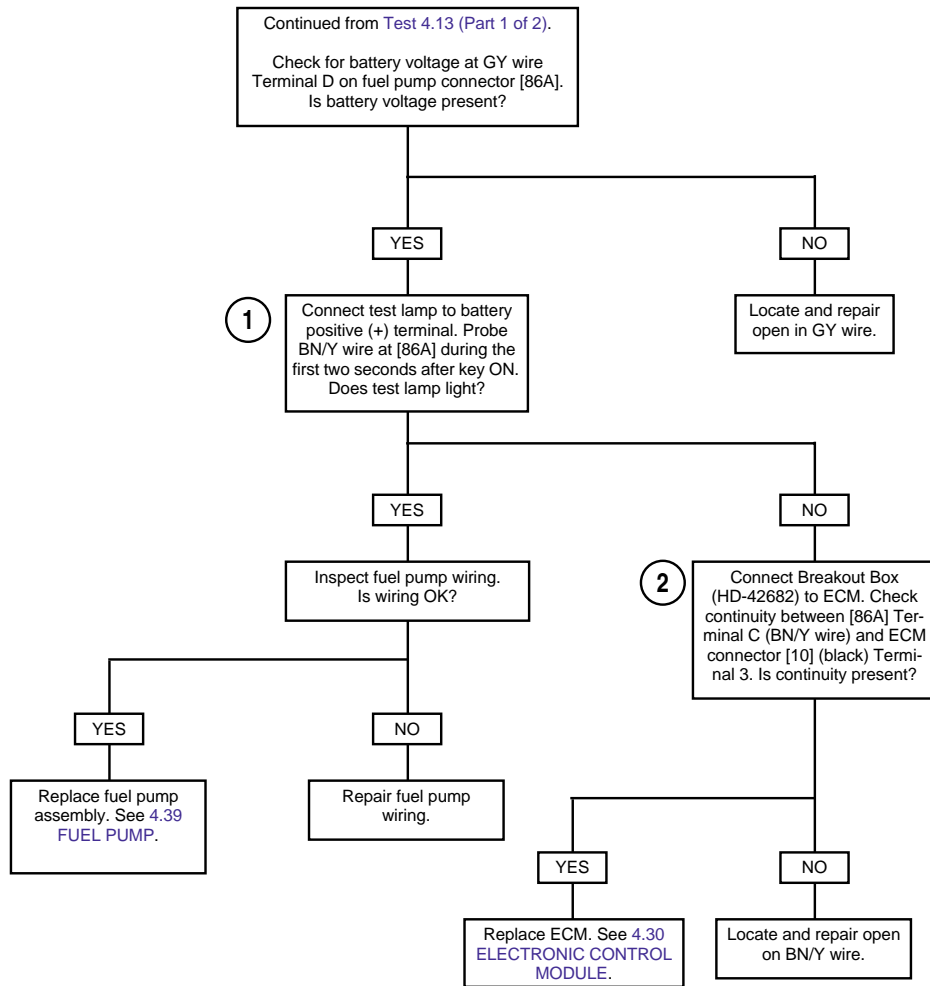 Continued from Test 4.13 (Part 1 of 2).
Check for battery voltage at GY wire
Terminal D on fuel pump connector [86A].
Is battery voltage present?
YES
NO
1
Connect test lamp to battery
positive (+) terminal. Probe
BN/Y wire at [86A] during the
first two seconds after key ON.
Does test lamp light?
Locate and repair
open in GY wire.
YES
NO
Inspect fuel pump wiring.
Is wiring OK?
2
Connect Breakout Box
(HD-42682) to ECM. Check
continuity between [86A] Ter-
minal C (BN/Y wire) and ECM
connector [10] (black) Termi-
nal 3. Is continuity present?
YES
NO
Replace fuel pump
assembly. See 4.39
FUEL PUMP.
Repair fuel pump
wiring.
YES
NO
Replace ECM. See 4.30
ELECTRONIC CONTROL
MODULE.
Locate and repair open
on BN/Y wire.